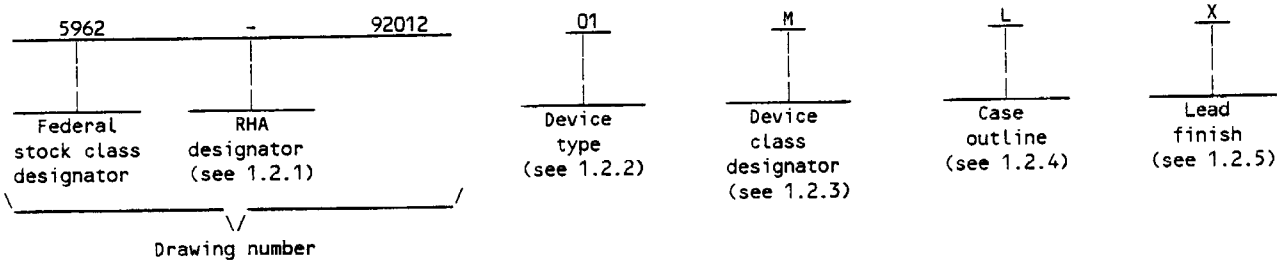 5962 - 92012 01 M L X
Federal stock class designator
RHA designator (see 1.2.1)
Device type (see 1.2.2)
Device class designator (see 1.2.3)
Case outline (see 1.2.4)
Lead finish (see 1.2.5)
Drawing number